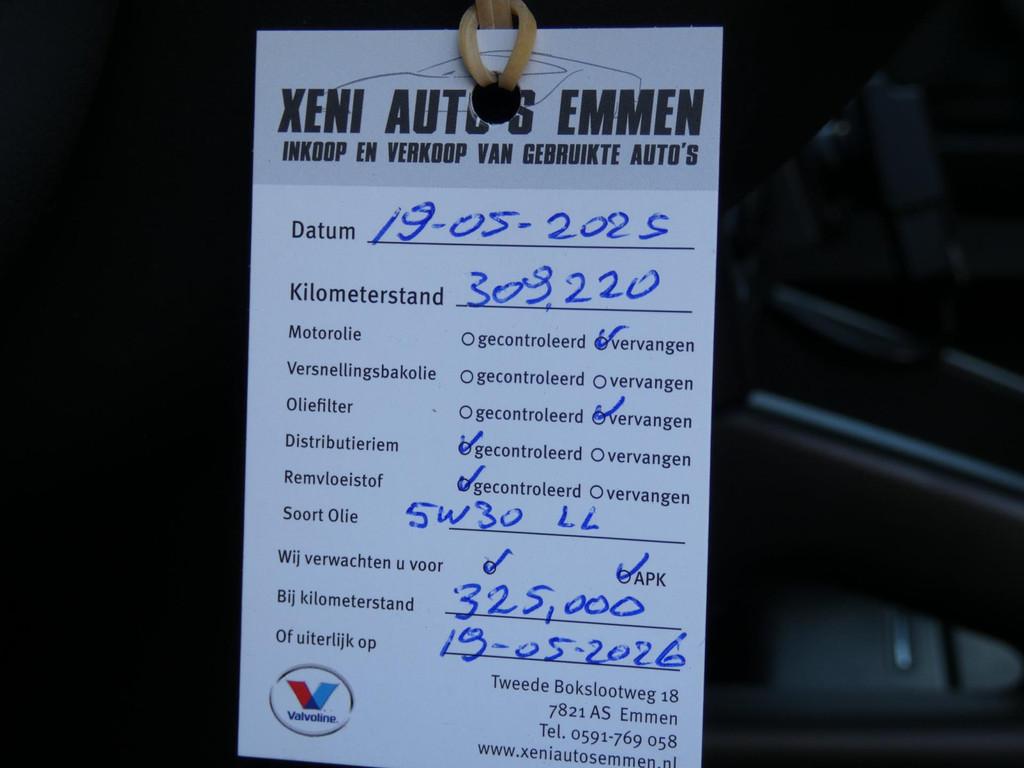 XENI AUTO'S EMMEN
INKOOP EN VERKOOP VAN GEBRUIKTE AUTO'S
Datum 19-05-2025
Kilometerstand 309,220
Motorolie gecontroleerd vervangen
Versnellingsbakolie gecontroleerd vervangen
Oliefilter gecontroleerd vervangen
Distributieriem gecontroleerd vervangen
Remvloeistof gecontroleerd vervangen
Soort Olie 5W30 LL
Wij verwachten u voor APK
Bij kilometerstand 325,000
Of uiterlijk op 19-05-2026
Valvoline
Tweede Bokslootweg 18
7821 AS Emmen
Tel. 0591-769 058
www.xeniautosemmen.nl